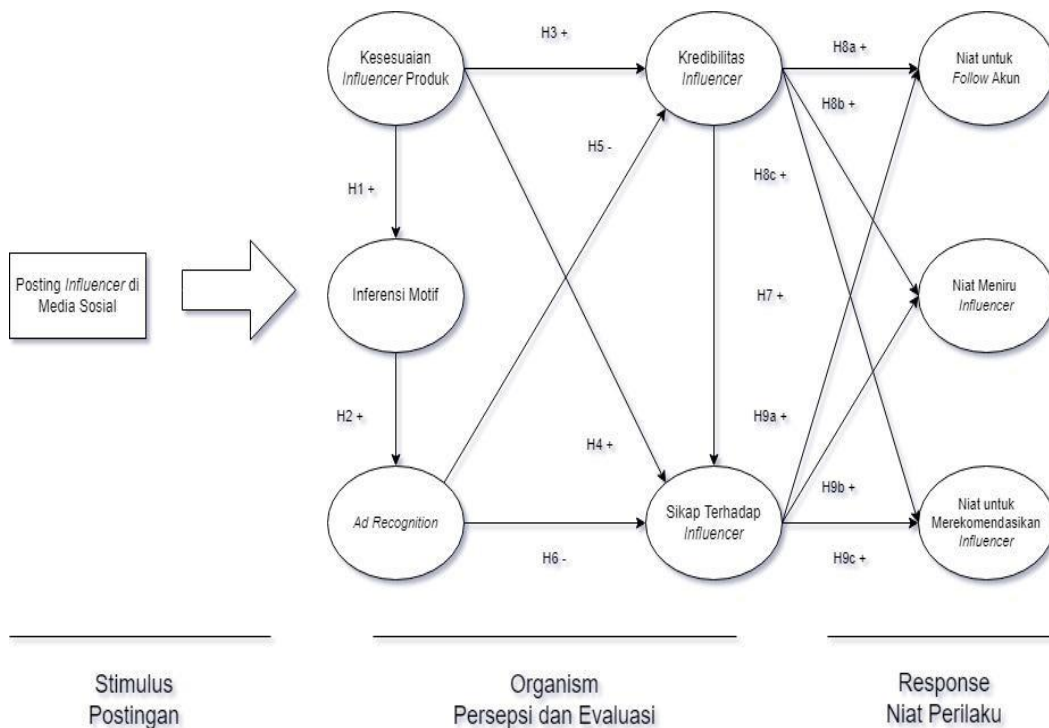 H3 +
H8a +
Kesesuaian
Influencer Produk
Kredibilitas
Influencer
Niat untuk
Follow Akun
H8b +
H5 -
H1 +
H8c +
Posting Influencer di
Media Sosial
Inferensi Motif
H7 +
Niat Meniru
Influencer
H2 +
H4 +
H9a +
H9b +
Ad Recognition
Sikap Terhadap
Influencer
Niat untuk
Merekomendasikan
Influencer
H6 -
H9c +
Stimulus
Postingan
Organism
Persepsi dan Evaluasi
Response
Niat Perilaku